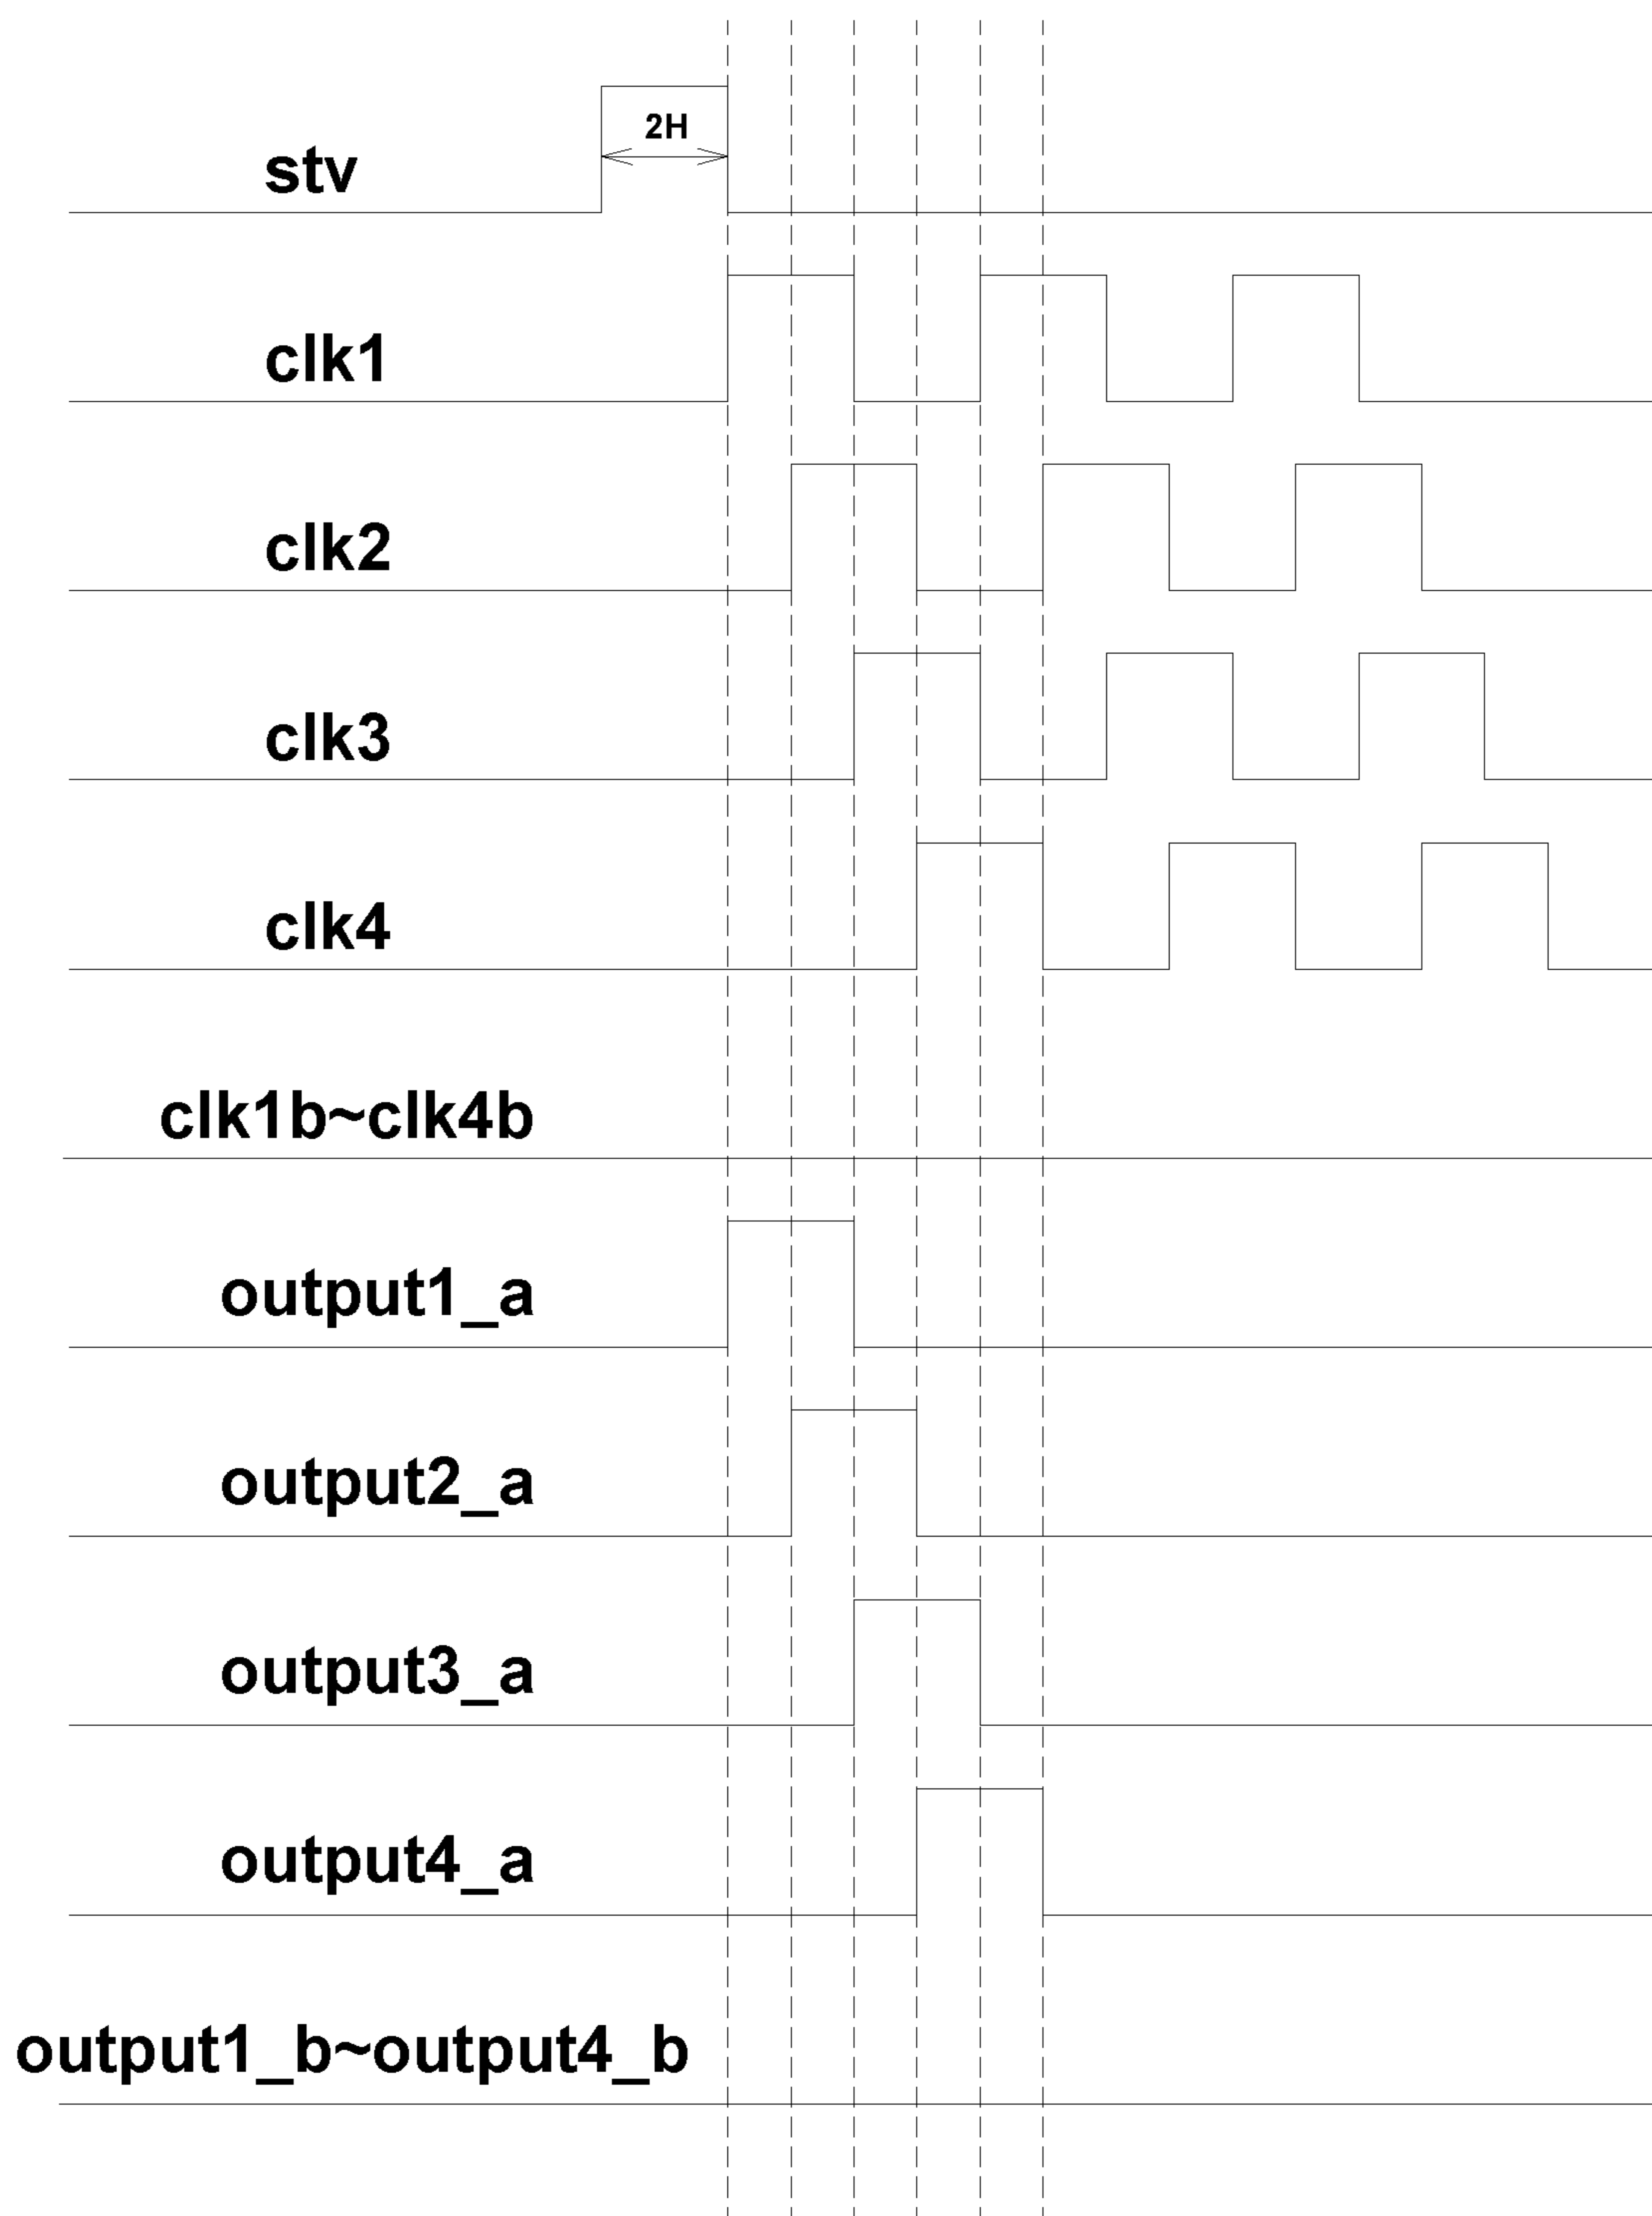 2H
stv
clk1
clk2
clk3
clk4
clk1b~clk4b
output1_a
output2_a
output3_a
output4_a
output1_b~output4_b